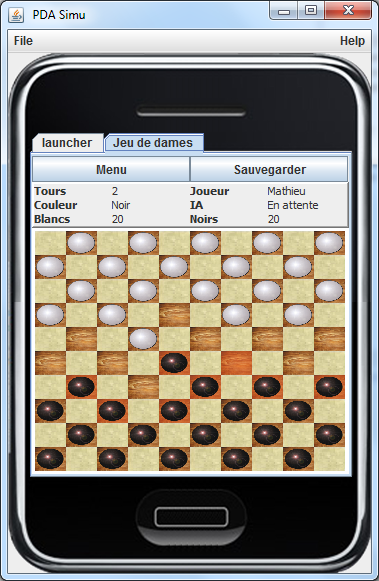 PDA Simu
File Help
launcher Jeu de dames
Menu Sauvegarder
Tours 2 Joueur Mathieu
Couleur Noir IA En attente
Blancs 20 Noirs 20